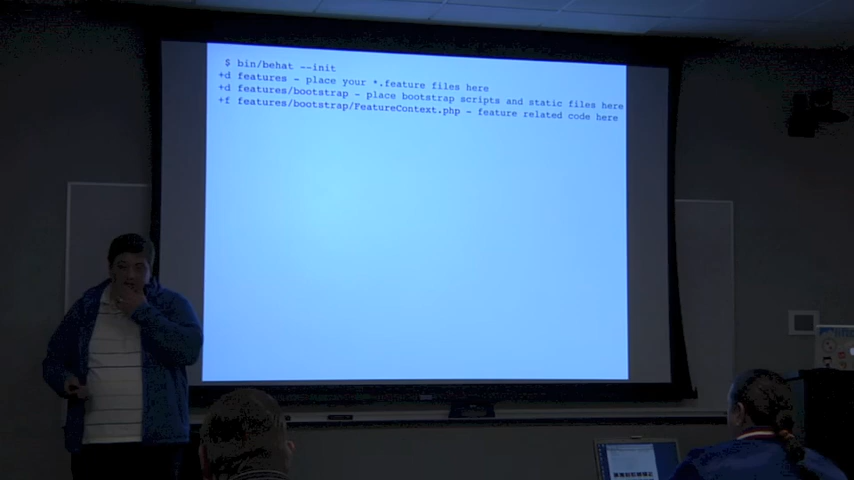 $ bin/behat --init
+d features - place your *.feature files here
+d features/bootstrap - place bootstrap scripts and static files here
+f features/bootstrap/FeatureContext.php - feature related code here